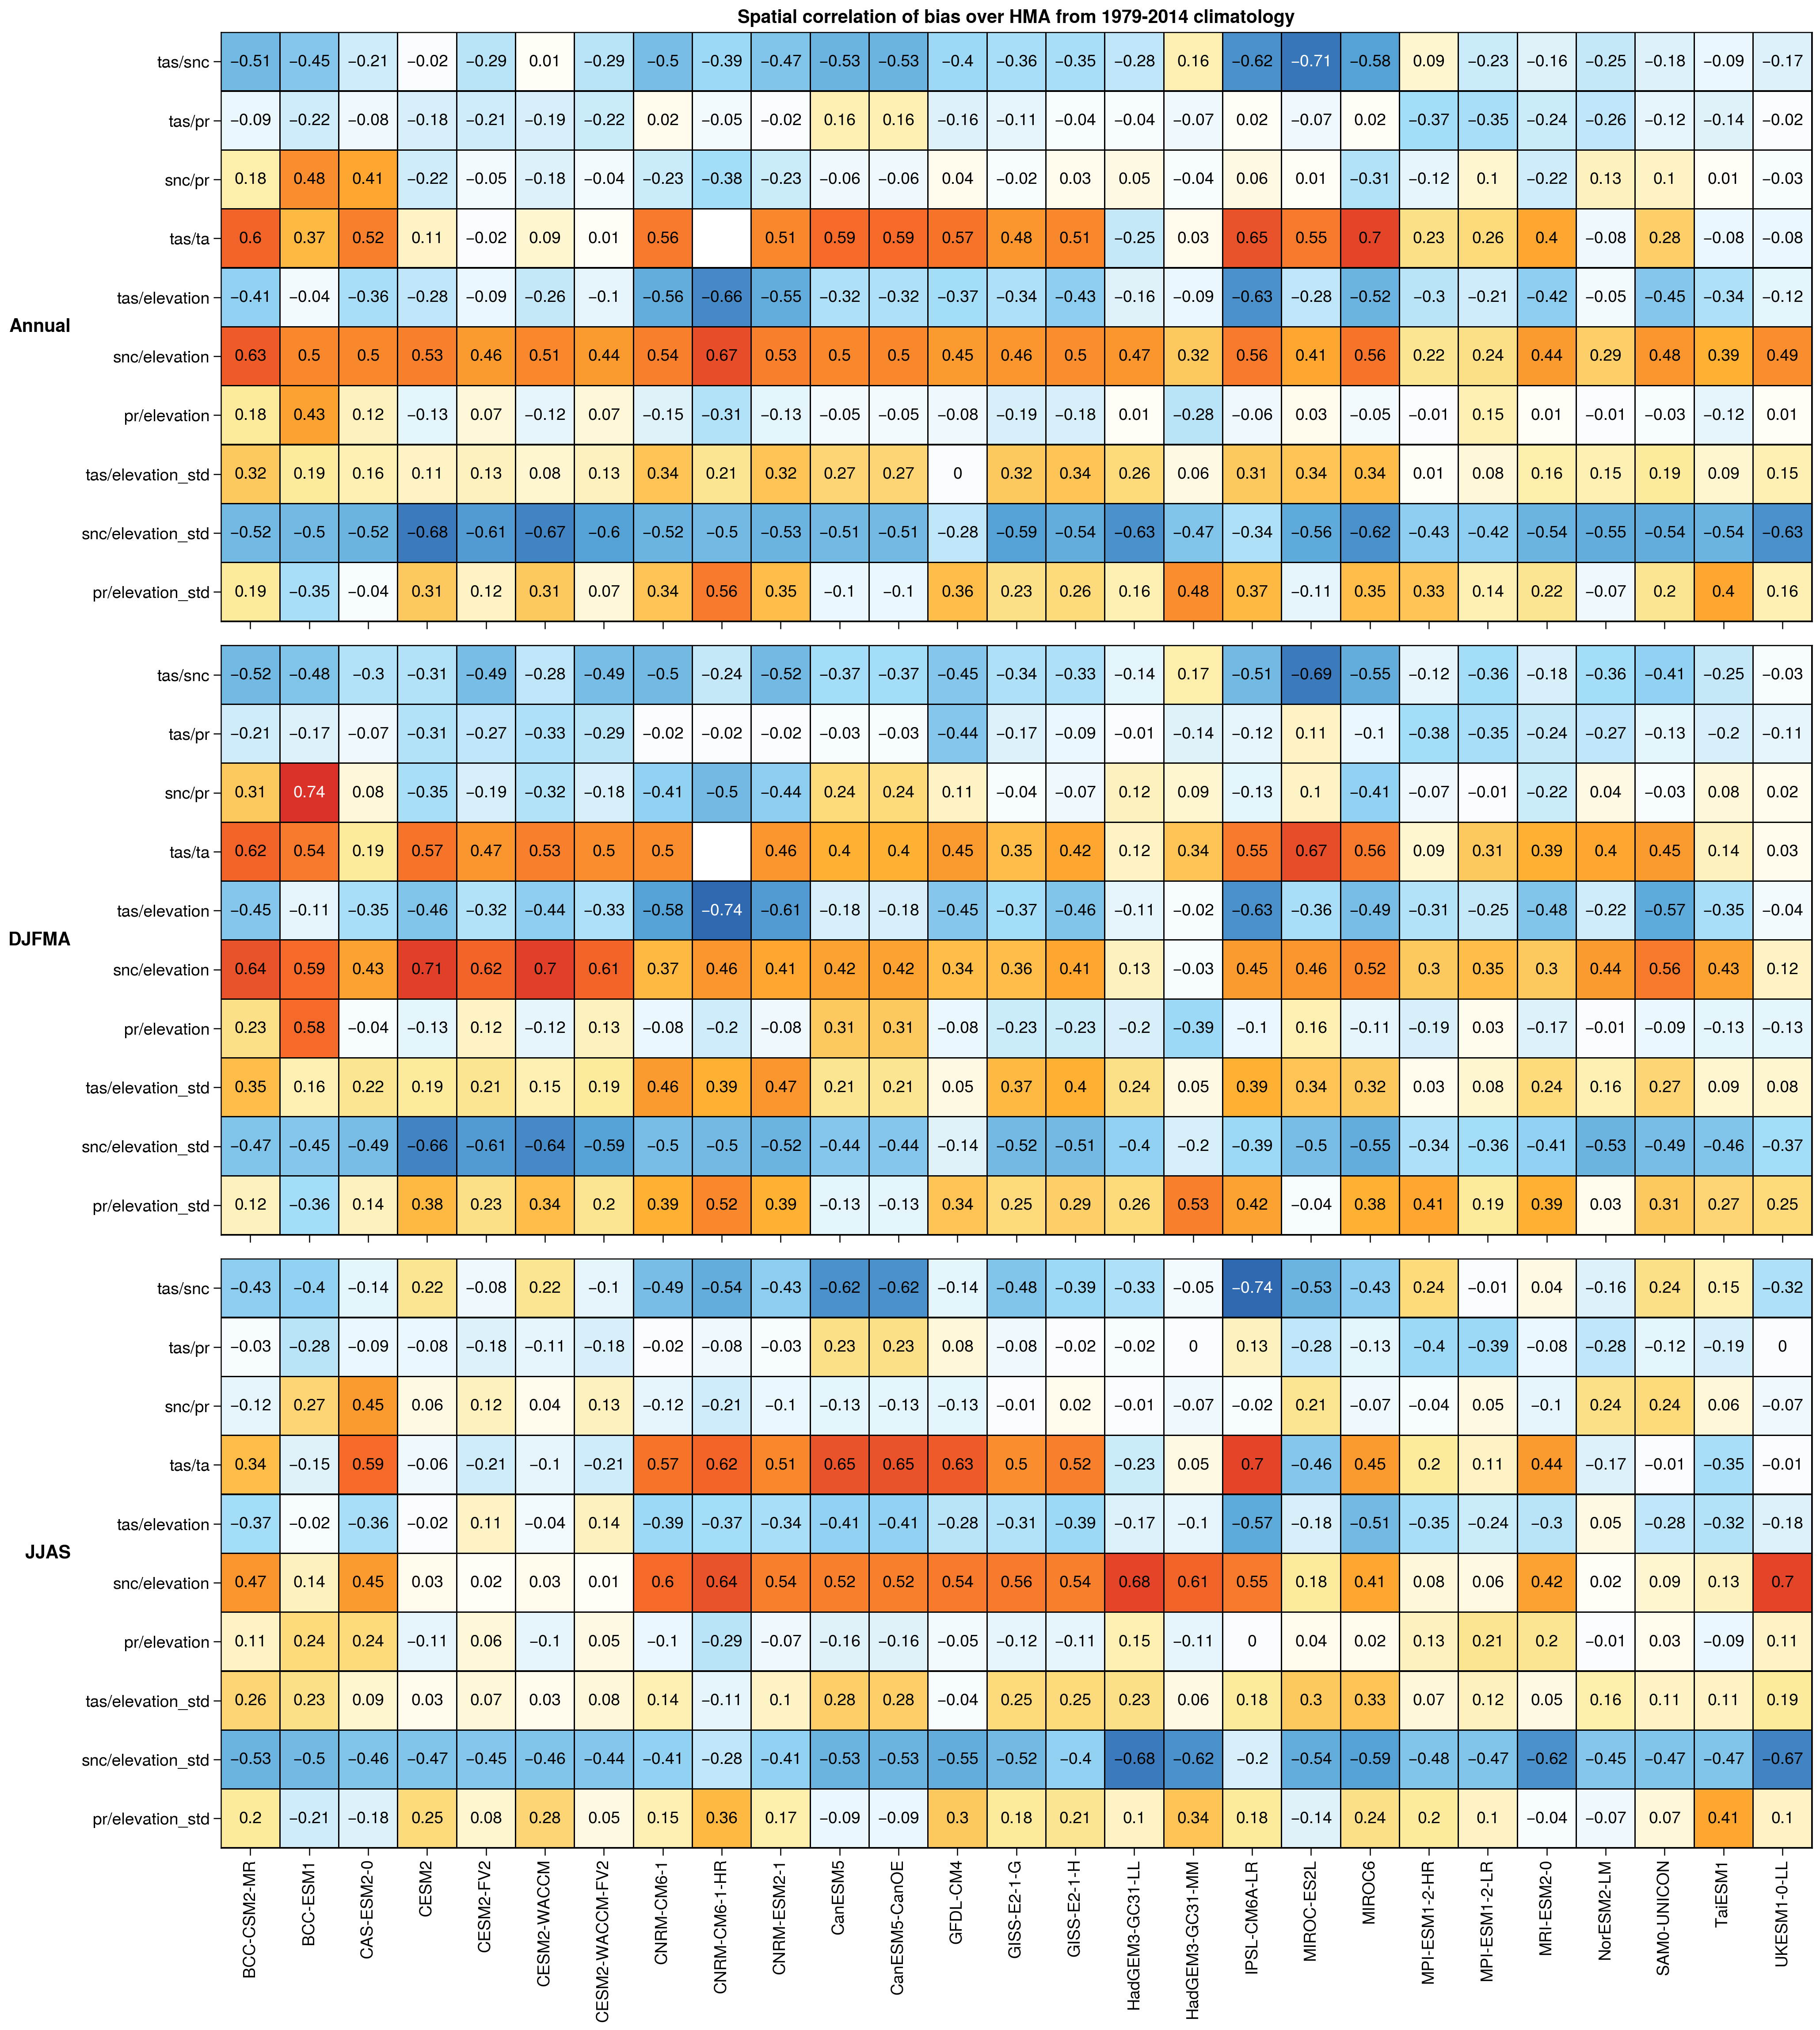 Spatial correlation of bias over HMA from 1979-2014 climatology
Annual
tas/snc −0.51 −0.45 −0.21 −0.02 −0.29 0.01 −0.29 −0.5 −0.39 −0.47 −0.53 −0.53 −0.4 −0.36 −0.35 −0.28 0.16 −0.62 −0.71 −0.58 0.09 −0.23 −0.16 −0.25 −0.18 −0.09 −0.17
tas/pr −0.09 −0.22 −0.08 −0.18 −0.21 −0.19 −0.22 0.02 −0.05 −0.02 0.16 0.16 −0.16 −0.11 −0.04 −0.04 −0.07 0.02 −0.07 0.02 −0.37 −0.35 −0.24 −0.26 −0.12 −0.14 −0.02
snc/pr 0.18 0.48 0.41 −0.22 −0.05 −0.18 −0.04 −0.23 −0.38 −0.23 −0.06 −0.06 0.04 −0.02 0.03 0.05 −0.04 0.06 0.01 −0.31 −0.12 0.1 −0.22 0.13 0.1 0.01 −0.03
tas/ta 0.6 0.37 0.52 0.11 −0.02 0.09 0.01 0.56 0.51 0.59 0.59 0.57 0.48 0.51 −0.25 0.03 0.65 0.55 0.7 0.23 0.26 0.4 −0.08 0.28 −0.08 −0.08
tas/elevation −0.41 −0.04 −0.36 −0.28 −0.09 −0.26 −0.1 −0.56 −0.66 −0.55 −0.32 −0.32 −0.37 −0.34 −0.43 −0.16 −0.09 −0.63 −0.28 −0.52 −0.3 −0.21 −0.42 −0.05 −0.45 −0.34 −0.12
snc/elevation 0.63 0.5 0.5 0.53 0.46 0.51 0.44 0.54 0.67 0.53 0.5 0.5 0.45 0.46 0.5 0.47 0.32 0.56 0.41 0.56 0.22 0.24 0.44 0.29 0.48 0.39 0.49
pr/elevation 0.18 0.43 0.12 −0.13 0.07 −0.12 0.07 −0.15 −0.31 −0.13 −0.05 −0.05 −0.08 −0.19 −0.18 0.01 −0.28 −0.06 0.03 −0.05 −0.01 0.15 0.01 −0.01 −0.03 −0.12 0.01
tas/elevation_std 0.32 0.19 0.16 0.11 0.13 0.08 0.13 0.34 0.21 0.32 0.27 0.27 0 0.32 0.34 0.26 0.06 0.31 0.34 0.34 0.01 0.08 0.16 0.15 0.19 0.09 0.15
snc/elevation_std −0.52 −0.5 −0.52 −0.68 −0.61 −0.67 −0.6 −0.52 −0.5 −0.53 −0.51 −0.51 −0.28 −0.59 −0.54 −0.63 −0.47 −0.34 −0.56 −0.62 −0.43 −0.42 −0.54 −0.55 −0.54 −0.54 −0.63
pr/elevation_std 0.19 −0.35 −0.04 0.31 0.12 0.31 0.07 0.34 0.56 0.35 −0.1 −0.1 0.36 0.23 0.26 0.16 0.48 0.37 −0.11 0.35 0.33 0.14 0.22 −0.07 0.2 0.4 0.16
DJFMA
tas/snc −0.52 −0.48 −0.3 −0.31 −0.49 −0.28 −0.49 −0.5 −0.24 −0.52 −0.37 −0.37 −0.45 −0.34 −0.33 −0.14 0.17 −0.51 −0.69 −0.55 −0.12 −0.36 −0.18 −0.36 −0.41 −0.25 −0.03
tas/pr −0.21 −0.17 −0.07 −0.31 −0.27 −0.33 −0.29 −0.02 −0.02 −0.02 −0.03 −0.03 −0.44 −0.17 −0.09 −0.01 −0.14 −0.12 0.11 −0.1 −0.38 −0.35 −0.24 −0.27 −0.13 −0.2 −0.11
snc/pr 0.31 0.74 0.08 −0.35 −0.19 −0.32 −0.18 −0.41 −0.5 −0.44 0.24 0.24 0.11 −0.04 −0.07 0.12 0.09 −0.13 0.1 −0.41 −0.07 −0.01 −0.22 0.04 −0.03 0.08 0.02
tas/ta 0.62 0.54 0.19 0.57 0.47 0.53 0.5 0.5 0.46 0.4 0.4 0.45 0.35 0.42 0.12 0.34 0.55 0.67 0.56 0.09 0.31 0.39 0.4 0.45 0.14 0.03
tas/elevation −0.45 −0.11 −0.35 −0.46 −0.32 −0.44 −0.33 −0.58 −0.74 −0.61 −0.18 −0.18 −0.45 −0.37 −0.46 −0.11 −0.02 −0.63 −0.36 −0.49 −0.31 −0.25 −0.48 −0.22 −0.57 −0.35 −0.04
snc/elevation 0.64 0.59 0.43 0.71 0.62 0.7 0.61 0.37 0.46 0.41 0.42 0.42 0.34 0.36 0.41 0.13 −0.03 0.45 0.46 0.52 0.3 0.35 0.3 0.44 0.56 0.43 0.12
pr/elevation 0.23 0.58 −0.04 −0.13 0.12 −0.12 0.13 −0.08 −0.2 −0.08 0.31 0.31 −0.08 −0.23 −0.23 −0.2 −0.39 −0.1 0.16 −0.11 −0.19 0.03 −0.17 −0.01 −0.09 −0.13 −0.13
tas/elevation_std 0.35 0.16 0.22 0.19 0.21 0.15 0.19 0.46 0.39 0.47 0.21 0.21 0.05 0.37 0.4 0.24 0.05 0.39 0.34 0.32 0.03 0.08 0.24 0.16 0.27 0.09 0.08
snc/elevation_std −0.47 −0.45 −0.49 −0.66 −0.61 −0.64 −0.59 −0.5 −0.5 −0.52 −0.44 −0.44 −0.14 −0.52 −0.51 −0.4 −0.2 −0.39 −0.5 −0.55 −0.34 −0.36 −0.41 −0.53 −0.49 −0.46 −0.37
pr/elevation_std 0.12 −0.36 0.14 0.38 0.23 0.34 0.2 0.39 0.52 0.39 −0.13 −0.13 0.34 0.25 0.29 0.26 0.53 0.42 −0.04 0.38 0.41 0.19 0.39 0.03 0.31 0.27 0.25
JJAS
tas/snc −0.43 −0.4 −0.14 0.22 −0.08 0.22 −0.1 −0.49 −0.54 −0.43 −0.62 −0.62 −0.14 −0.48 −0.39 −0.33 −0.05 −0.74 −0.53 −0.43 0.24 −0.01 0.04 −0.16 0.24 0.15 −0.32
tas/pr −0.03 −0.28 −0.09 −0.08 −0.18 −0.11 −0.18 −0.02 −0.08 −0.03 0.23 0.23 0.08 −0.08 −0.02 −0.02 0 0.13 −0.28 −0.13 −0.4 −0.39 −0.08 −0.28 −0.12 −0.19 0
snc/pr −0.12 0.27 0.45 0.06 0.12 0.04 0.13 −0.12 −0.21 −0.1 −0.13 −0.13 −0.13 −0.01 0.02 −0.01 −0.07 −0.02 0.21 −0.07 −0.04 0.05 −0.1 0.24 0.24 0.06 −0.07
tas/ta 0.34 −0.15 0.59 −0.06 −0.21 −0.1 −0.21 0.57 0.62 0.51 0.65 0.65 0.63 0.5 0.52 −0.23 0.05 0.7 −0.46 0.45 0.2 0.11 0.44 −0.17 −0.01 −0.35 −0.01
tas/elevation −0.37 −0.02 −0.36 −0.02 0.11 −0.04 0.14 −0.39 −0.37 −0.34 −0.41 −0.41 −0.28 −0.31 −0.39 −0.17 −0.1 −0.57 −0.18 −0.51 −0.35 −0.24 −0.3 0.05 −0.28 −0.32 −0.18
snc/elevation 0.47 0.14 0.45 0.03 0.02 0.03 0.01 0.6 0.64 0.54 0.52 0.52 0.54 0.56 0.54 0.68 0.61 0.55 0.18 0.41 0.08 0.06 0.42 0.02 0.09 0.13 0.7
pr/elevation 0.11 0.24 0.24 −0.11 0.06 −0.1 0.05 −0.1 −0.29 −0.07 −0.16 −0.16 −0.05 −0.12 −0.11 0.15 −0.11 0 0.04 0.02 0.13 0.21 0.2 −0.01 0.03 −0.09 0.11
tas/elevation_std 0.26 0.23 0.09 0.03 0.07 0.03 0.08 0.14 −0.11 0.1 0.28 0.28 −0.04 0.25 0.25 0.23 0.06 0.18 0.3 0.33 0.07 0.12 0.05 0.16 0.11 0.11 0.19
snc/elevation_std −0.53 −0.5 −0.46 −0.47 −0.45 −0.46 −0.44 −0.41 −0.28 −0.41 −0.53 −0.53 −0.55 −0.52 −0.4 −0.68 −0.62 −0.2 −0.54 −0.59 −0.48 −0.47 −0.62 −0.45 −0.47 −0.47 −0.67
pr/elevation_std 0.2 −0.21 −0.18 0.25 0.08 0.28 0.05 0.15 0.36 0.17 −0.09 −0.09 0.3 0.18 0.21 0.1 0.34 0.18 −0.14 0.24 0.2 0.1 −0.04 −0.07 0.07 0.41 0.1
BCC-CSM2-MR
BCC-ESM1
CAS-ESM2-0
CESM2
CESM2-FV2
CESM2-WACCM
CESM2-WACCM-FV2
CNRM-CM6-1
CNRM-CM6-1-HR
CNRM-ESM2-1
CanESM5
CanESM5-CanOE
GFDL-CM4
GISS-E2-1-G
GISS-E2-1-H
HadGEM3-GC31-LL
HadGEM3-GC31-MM
IPSL-CM6A-LR
MIROC-ES2L
MIROC6
MPI-ESM1-2-HR
MPI-ESM1-2-LR
MRI-ESM2-0
NorESM2-LM
SAM0-UNICON
TaiESM1
UKESM1-0-LL